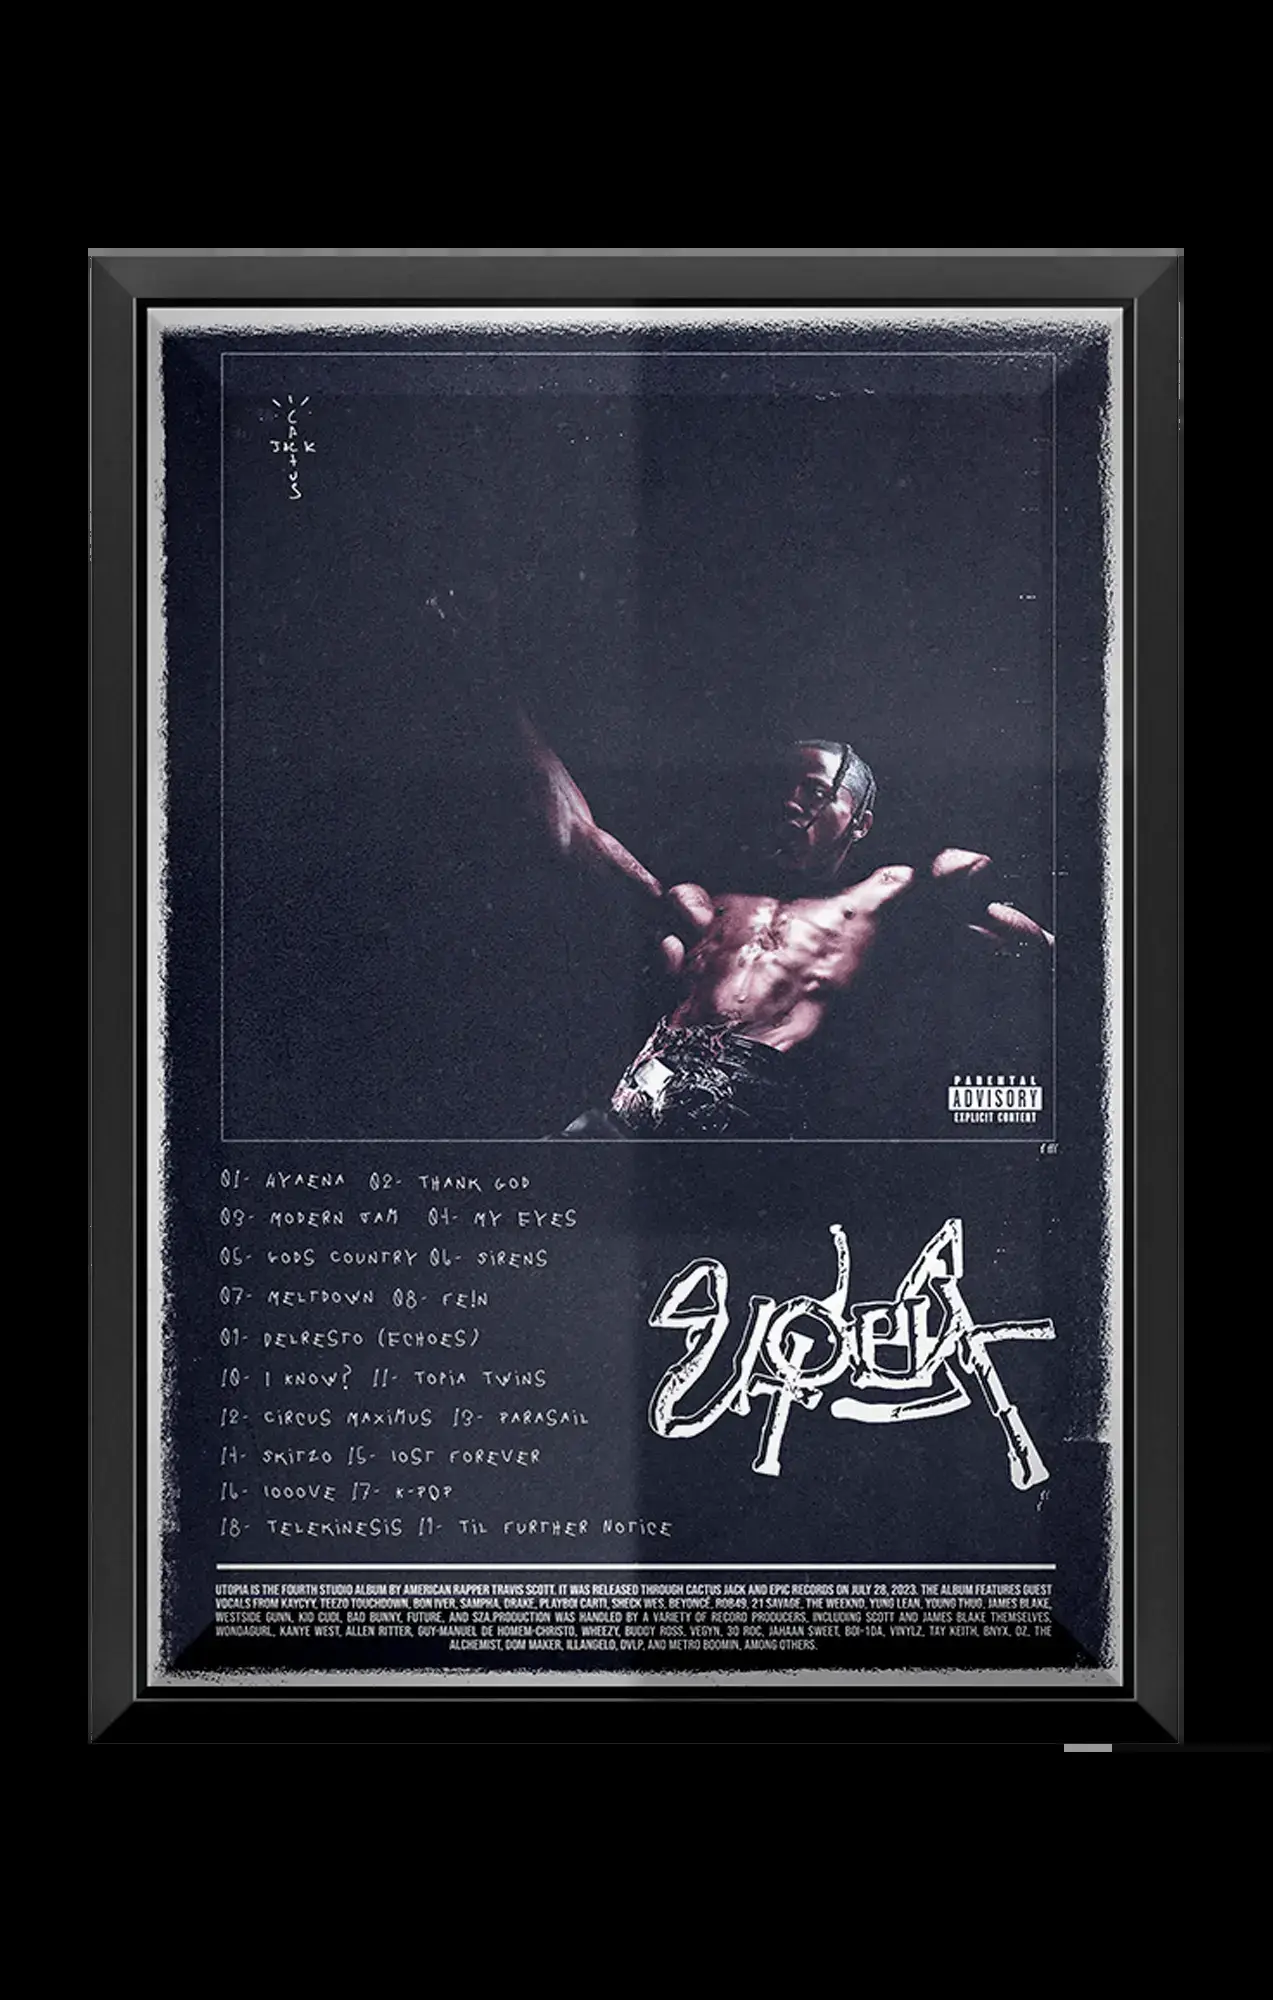 CACTUS
JACK
PARENTAL
ADVISORY
EXPLICIT CONTENT
01- HYAENA 02- THANK GOD
03- MODERN JAM 04- MY EYES
05- GODS COUNTRY 06- SiRENS
07- MELTDOWN 08- FE!N
09- DELRESTO (ECHOES)
10- I KNOW? 11- TOPiA TWINS
12- CiRCUS MAXiMUS 13- PARASAiL
14- SKiTZO 15- lOST FOREVER
16- lOOOVE 17- K-POP
18- TELEKiNESiS 19- TiL FURTHER NOTiCE
UTOPIA
UTOPIA IS THE FOURTH STUDIO ALBUM BY AMERICAN RAPPER TRAVIS SCOTT. IT WAS RELEASED THROUGH CACTUS JACK AND EPIC RECORDS ON JULY 28, 2023. THE ALBUM FEATURES GUEST
VOCALS FROM KAYCYY, TEEZO TOUCHDOWN, BON IVER, SAMPHA, DRAKE, PLAYBOI CARTI, SHECK WES, BEYONCÉ, ROB49, 21 SAVAGE, THE WEEKND, YUNG LEAN, YOUNG THUG, JAMES BLAKE,
WESTSIDE GUNN, KID CUDI, BAD BUNNY, FUTURE, AND SZA.PRODUCTION WAS HANDLED BY A VARIETY OF RECORD PRODUCERS, INCLUDING SCOTT AND JAMES BLAKE THEMSELVES,
WONDAGURL, KANYE WEST, ALLEN RITTER, GUY-MANUEL DE HOMEM-CHRISTO, WHEEZY, BUDDY ROSS, VEGYN, 30 ROC, JAHAAN SWEET, BOI-1DA, VINYLZ, TAY KEITH, BNYX, OZ, THE
ALCHEMIST, DOM MAKER, ILLANGELO, DVLP, AND METRO BOOMIN, AMONG OTHERS.